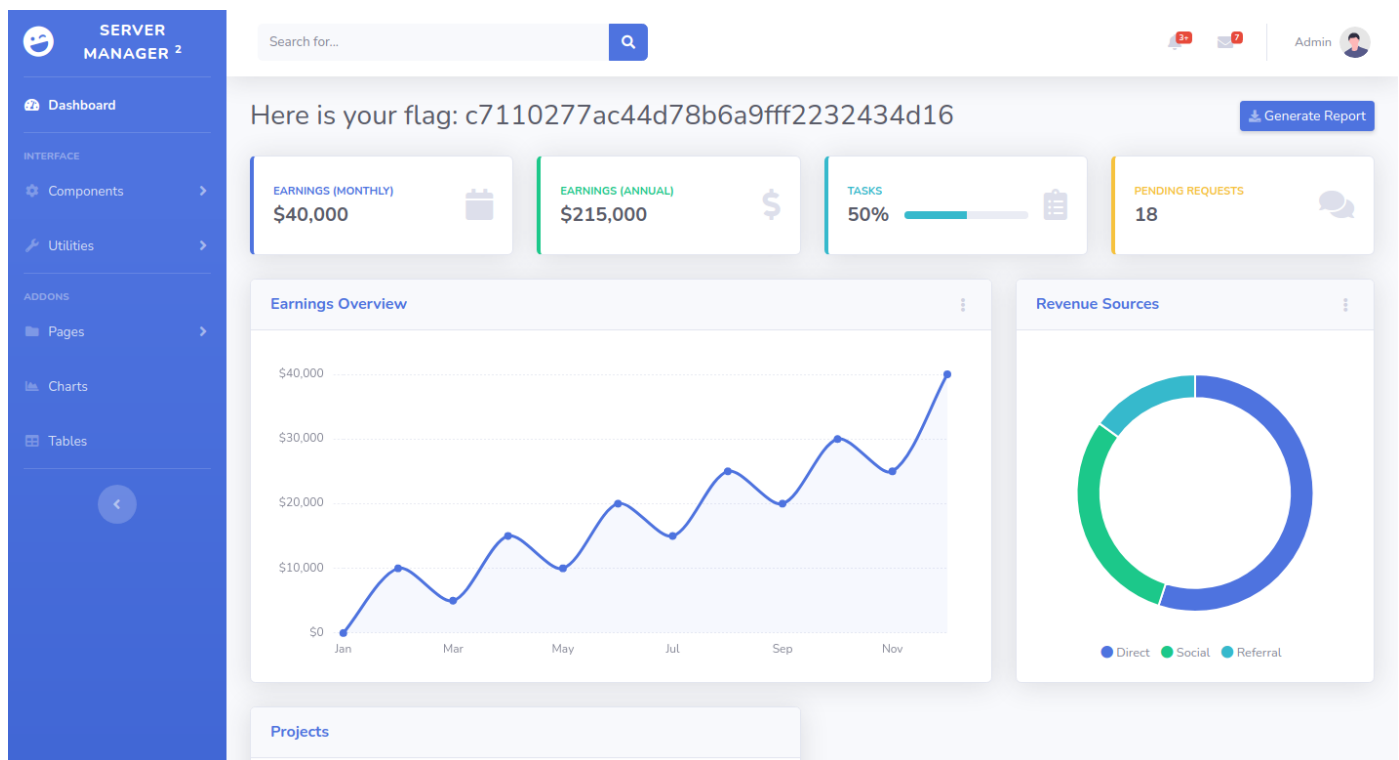 SERVER
MANAGER 2
Search for...
3+
7
Admin
Dashboard
Here is your flag: c7110277ac44d78b6a9fff2232434d16
Generate Report
INTERFACE
Components
Utilities
ADDONS
Pages
Charts
Tables
EARNINGS (MONTHLY)
$40,000
EARNINGS (ANNUAL)
$215,000
TASKS
50%
PENDING REQUESTS
18
Earnings Overview
$40,000
$30,000
$20,000
$10,000
$0
Jan Mar May Jul Sep Nov
Revenue Sources
Direct Social Referral
Projects